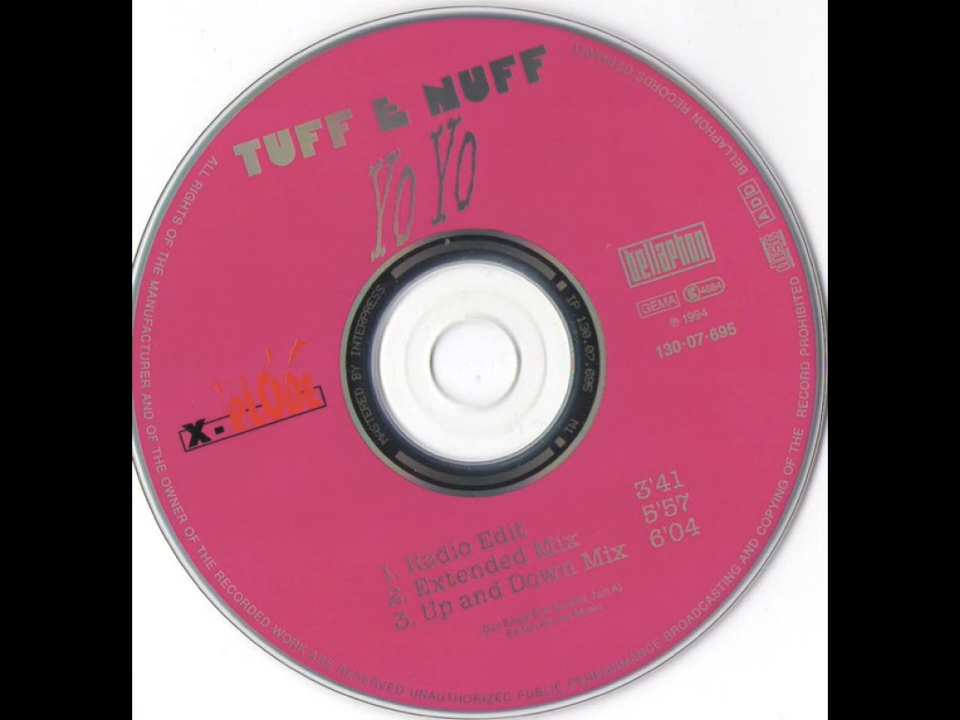 TUFF E NUFF
YO YO
bellaphon
GEMA LC 4064
℗ 1994
130·07·695
X-PLODE
1. Radio Edit 3'41
2. Extended Mix 5'57
3. Up and Down Mix 6'04
ALL RIGHTS OF THE MANUFACTURER AND OF THE OWNER OF THE RECORDED WORK ARE RESERVED UNAUTHORIZED PUBLIC PERFORMANCE BROADCASTING AND COPYING OF THE RECORD PROHIBITED
disc
ADD
BELLAPHON RECORDS GERMANY
MASTERED BY INTERPRESS
IP 130.07.695